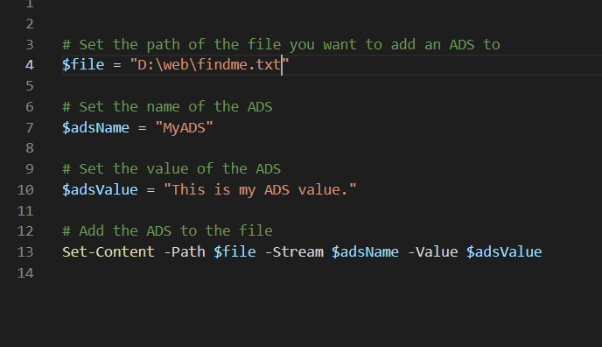 1
2
3 # Set the path of the file you want to add an ADS to
4 $file = "D:\web\findme.txt"
5
6 # Set the name of the ADS
7 $adsName = "MyADS"
8
9 # Set the value of the ADS
10 $adsValue = "This is my ADS value."
11
12 # Add the ADS to the file
13 Set-Content -Path $file -Stream $adsName -Value $adsValue
14